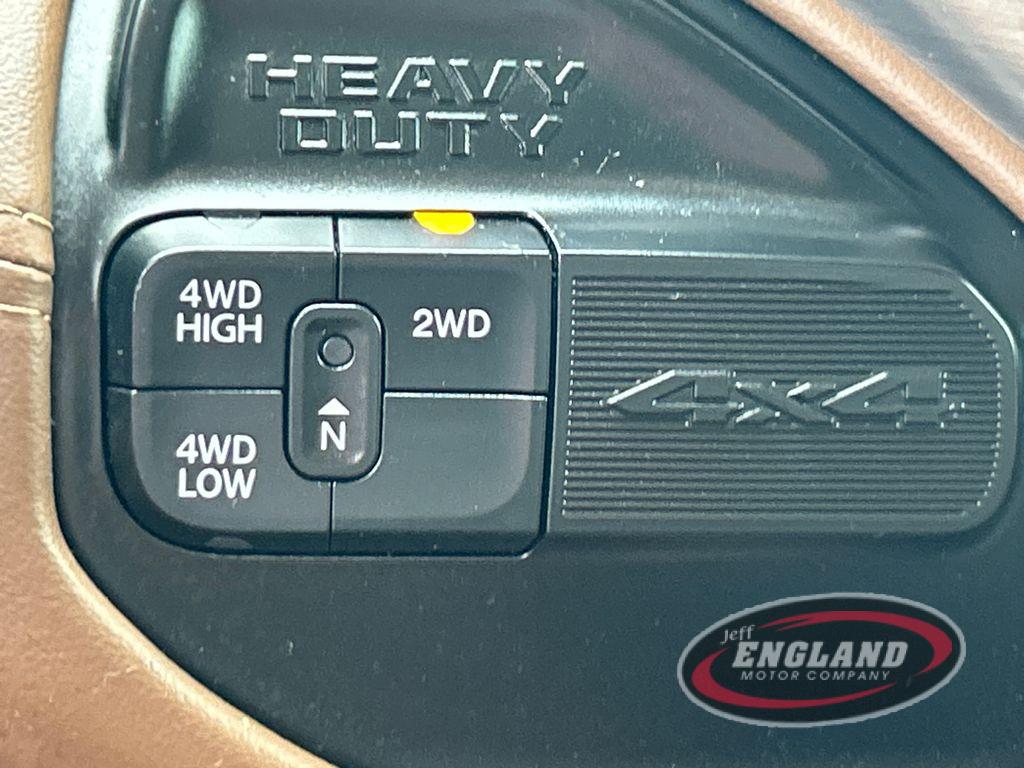 HEAVY
DUTY
4WD
HIGH
2WD
N
4WD
LOW
4x4
Jeff
ENGLAND
MOTOR COMPANY